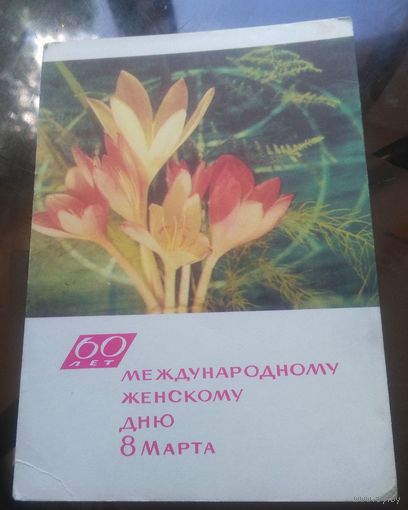 60
ЛЕТ
МЕЖДУНАРОДНОМУ
ЖЕНСКОМУ
ДНЮ
8 МАРТА